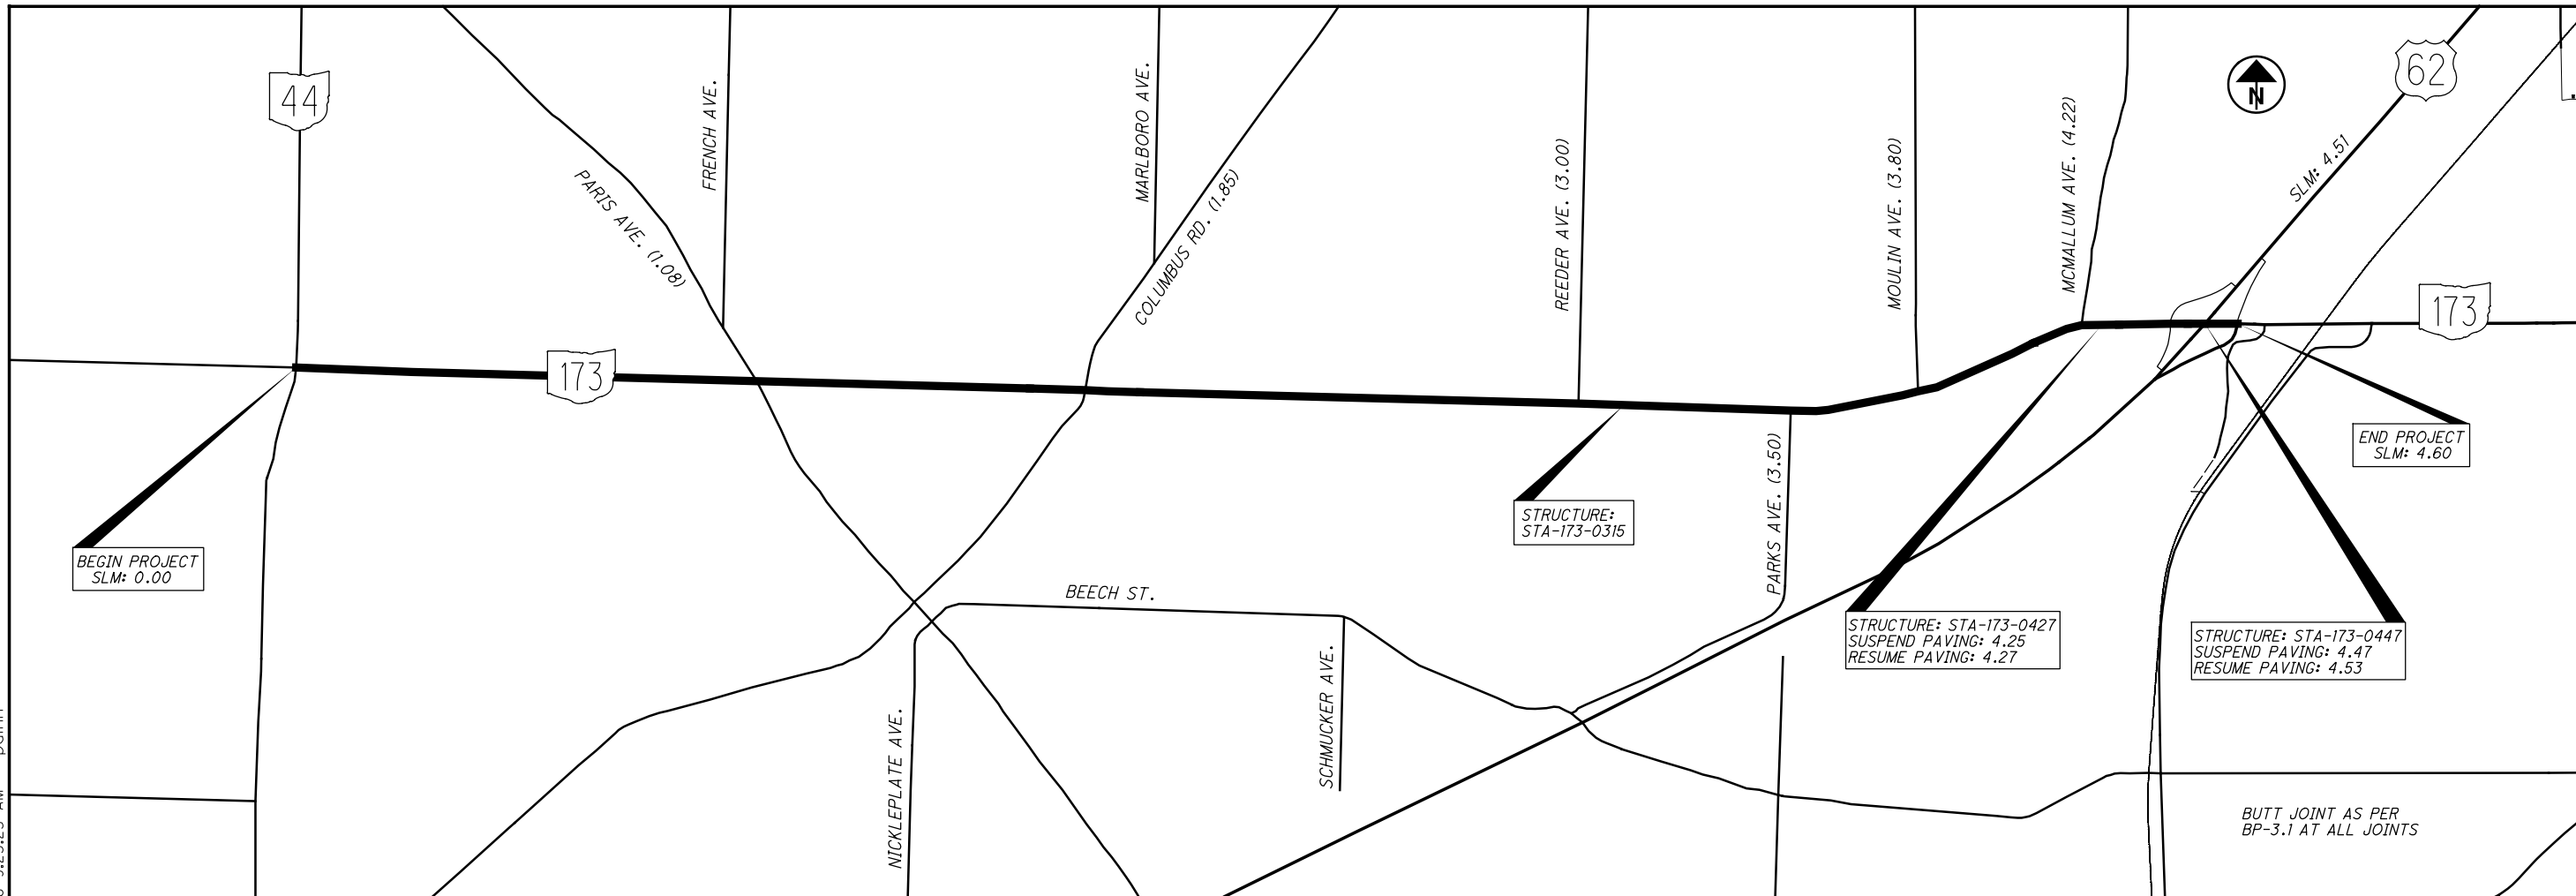 44
62
FRENCH AVE.
MARLBORO AVE.
PARIS AVE. (1.08)
COLUMBUS RD. (1.85)
REEDER AVE. (3.00)
MOULIN AVE. (3.80)
MCMALLUM AVE. (4.22)
N
SLM: 4.51
173
173
BEGIN PROJECT
SLM: 0.00
STRUCTURE:
STA-173-0315
PARKS AVE. (3.50)
END PROJECT
SLM: 4.60
BEECH ST.
STRUCTURE: STA-173-0427
SUSPEND PAVING: 4.25
RESUME PAVING: 4.27
STRUCTURE: STA-173-0447
SUSPEND PAVING: 4.47
RESUME PAVING: 4.53
NICKLEPLATE AVE.
SCHMUCKER AVE.
BUTT JOINT AS PER
BP-3.1 AT ALL JOINTS